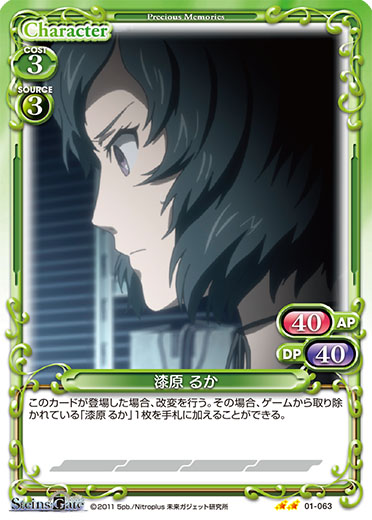 Precious Memories
Character
COST
3
SOURCE
3
40 AP
DP 40
漆原 るか
このカードが登場した場合、改変を行う。その場合、ゲームから取り除
かれている「漆原 るか」1枚を手札に加えることができる。
Steins;Gate ©2011 5pb./Nitroplus 未来ガジェット研究所 01-063